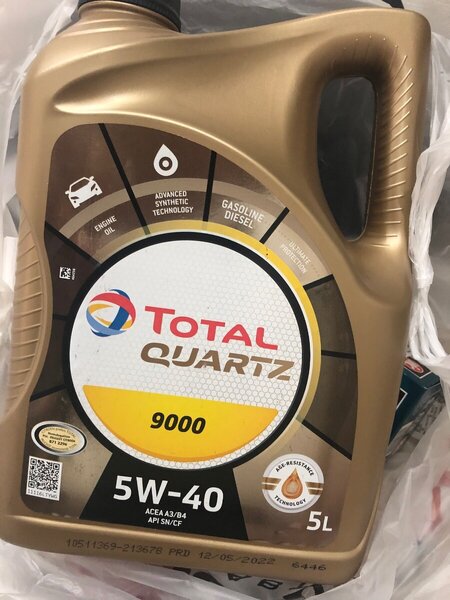 ENGINE
OIL
ADVANCED
SYNTHETIC
TECHNOLOGY
GASOLINE
DIESEL
ULTIMATE
PROTECTION
TOTAL
QUARTZ
9000
5W-40
ACEA A3/B4
API SN/CF
AGE-RESISTANCE
TECHNOLOGY
5L
10511369-213678 PRD 12/05/2022
6446